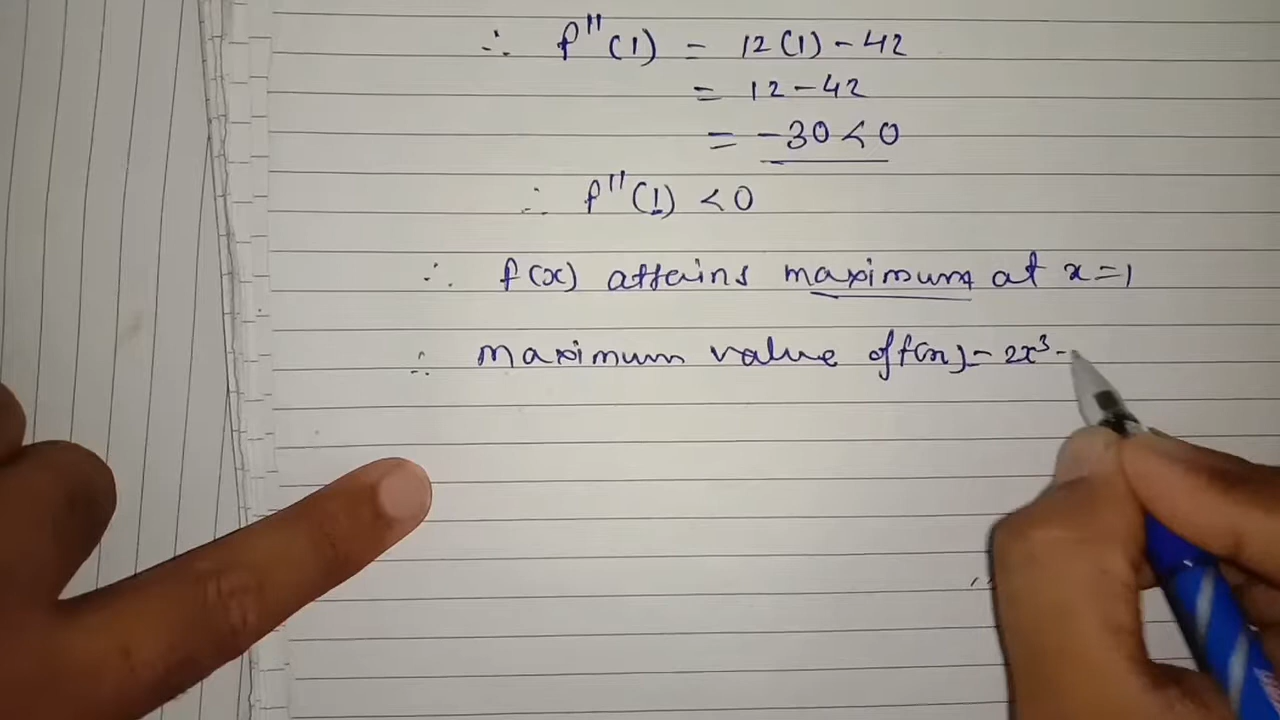 ∴ f''(1) = 12(1) - 42
= 12 - 42
= -30 < 0
∴ f''(1) < 0
∴ f(x) attains maximum at x = 1
∴ maximum value of f(x) = 2x³ -